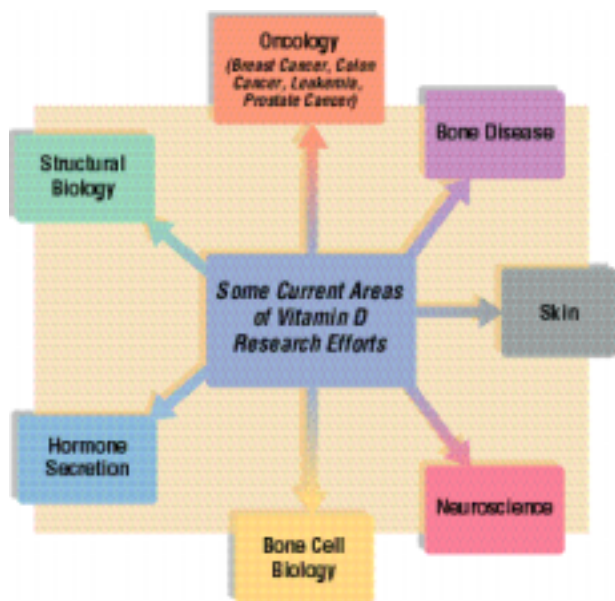 Oncology
(Breast Cancer, Colon
Cancer, Leukemia,
Prostate Cancer)
Bone Disease
Structural
Biology
Some Current Areas
of Vitamin D
Research Efforts
Skin
Hormone
Secretion
Neuroscience
Bone Cell
Biology